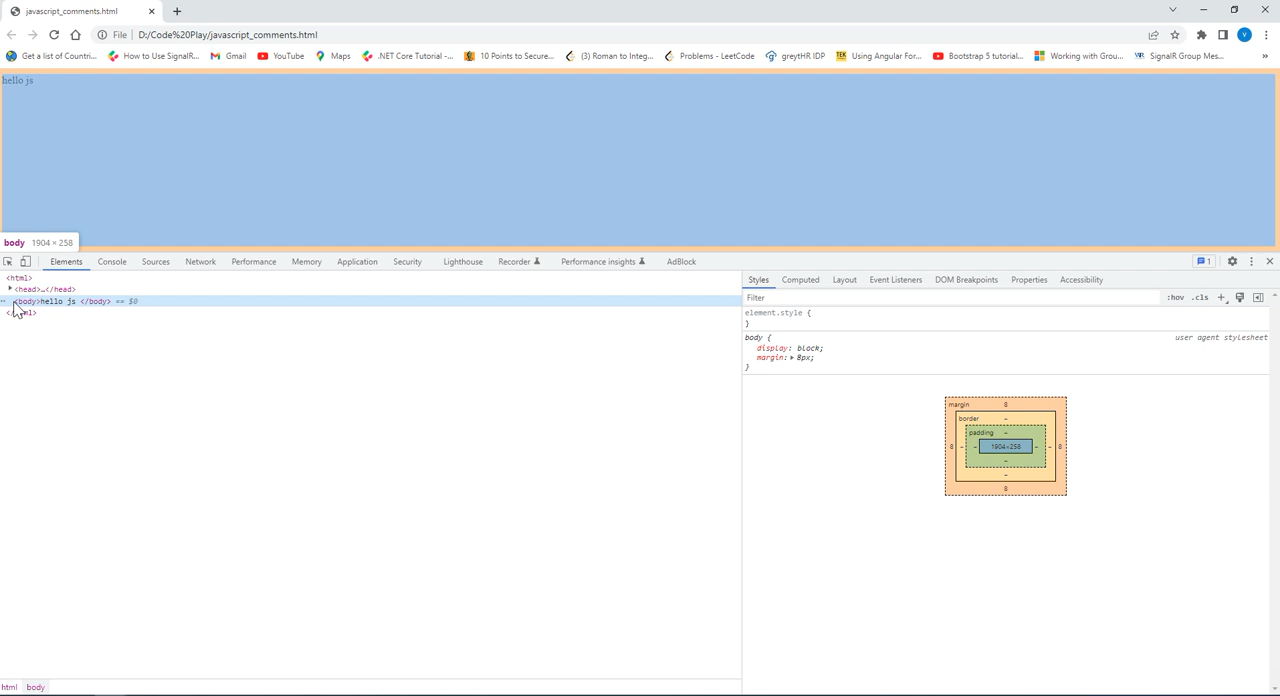 javascript_comments.html
File D:/Code%20Play/javascript_comments.html V
Get a list of Countri... How to Use SignalR... Gmail YouTube Maps .NET Core Tutorial -... 10 Points to Secure... (3) Roman to Integ... Problems - LeetCode greytHR IDP TEK Using Angular For... Bootstrap 5 tutorial... Working with Grou... SignalR Group Mes... »
hello js
body 1904 × 258
Elements Console Sources Network Performance Memory Application Security Lighthouse Recorder Performance insights AdBlock 1
<html>
<head>…</head>
<body>hello js </body> == $0
Styles Computed Layout Event Listeners DOM Breakpoints Properties Accessibility
Filter :hov .cls +
element.style {
}
body { user agent stylesheet
display: block;
margin: 8px;
}
margin 8
border –
padding –
8 – – 1904×258 – – 8
–
–
8
html body